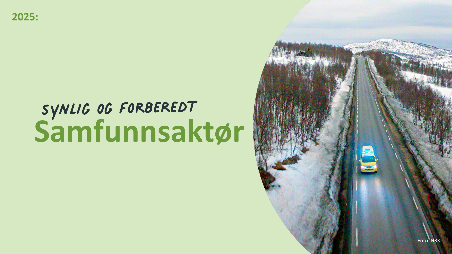 2025:
SYNLIG OG FORBEREDT
Samfunnsaktør